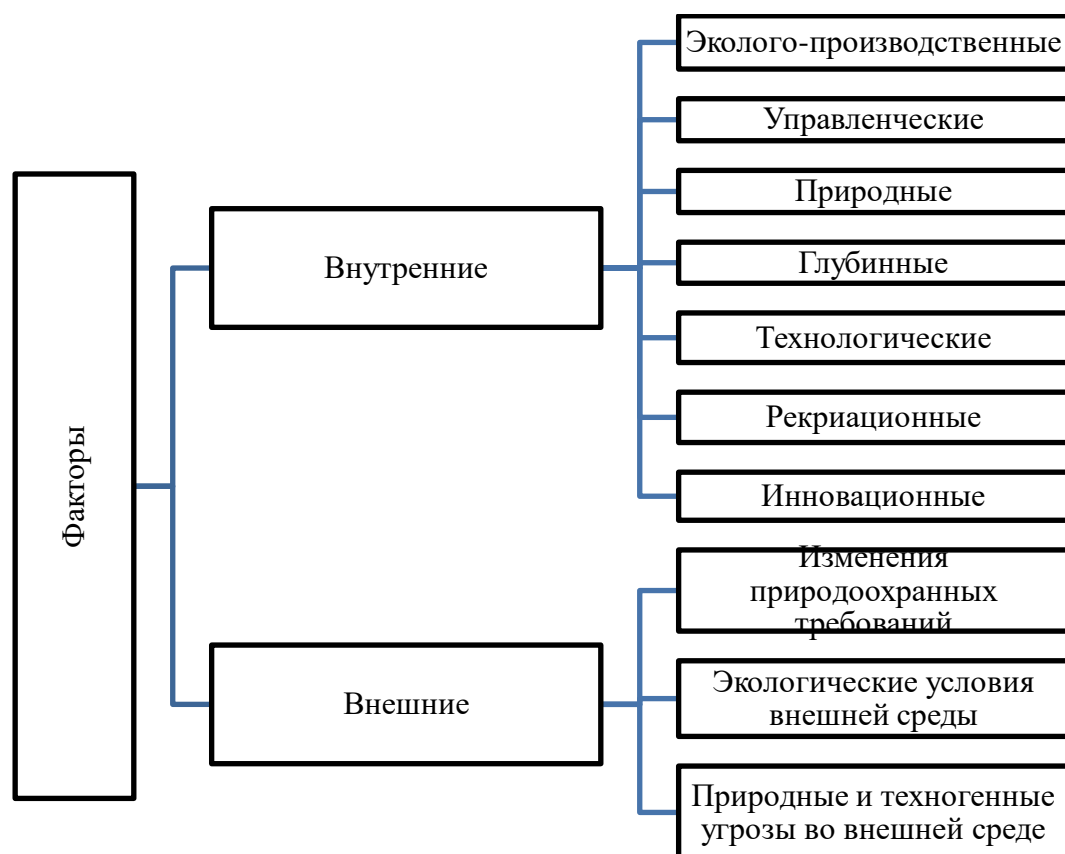 Факторы
Внутренние
Эколого-производственные
Управленческие
Природные
Глубинные
Технологические
Рекриационные
Инновационные
Внешние
Изменения
природоохранных
требований
Экологические условия
внешней среды
Природные и техногенные
угрозы во внешней среде